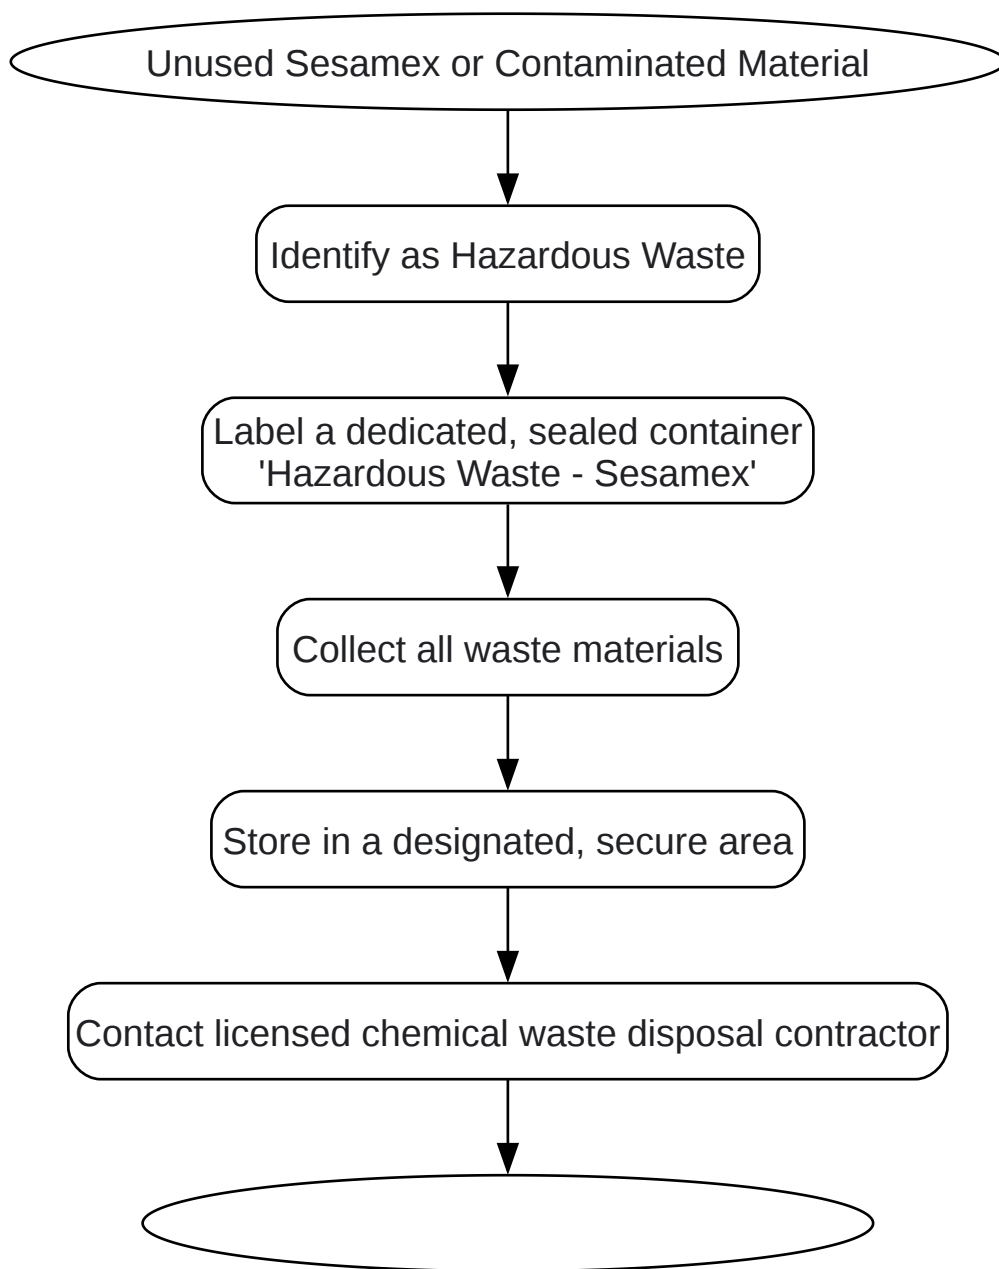 Unused Sesamex or Contaminated Material
Identify as Hazardous Waste
Label a dedicated, sealed container
'Hazardous Waste - Sesamex'
Collect all waste materials
Store in a designated, secure area
Contact licensed chemical waste disposal contractor